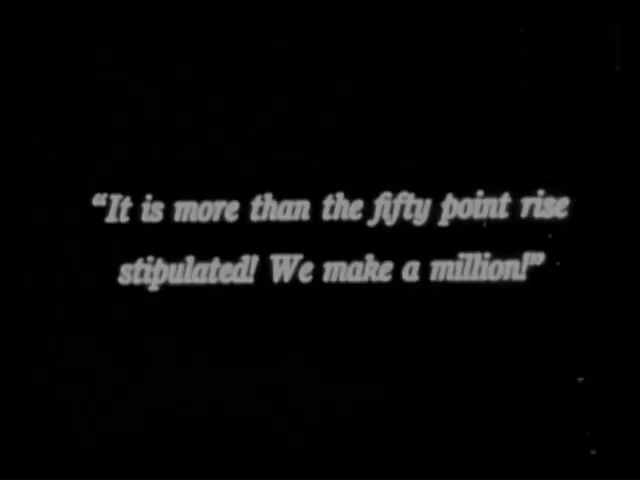 “It is more than the fifty point rise
stipulated! We make a million!”